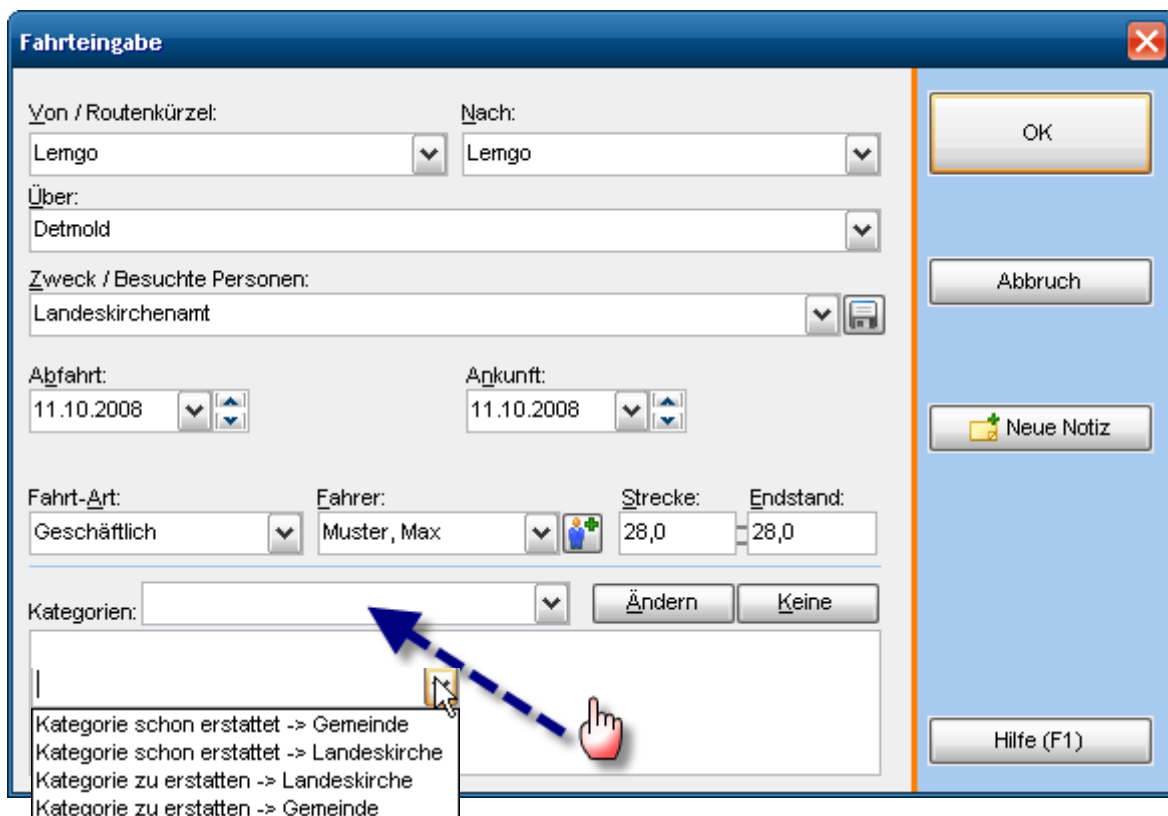 Fahrteingabe
Von / Routenkürzel:
Nach:
OK
Lemgo
Lemgo
Über:
Detmold
Zweck / Besuchte Personen:
Abbruch
Landeskirchenamt
Abfahrt:
Ankunft:
11.10.2008
11.10.2008
Neue Notiz
Fahrt-Art:
Fahrer:
Strecke:
Endstand:
Geschäftlich
Muster, Max
28,0
28,0
Kategorien:
Ändern
Keine
Kategorie schon erstattet -> Gemeinde
Kategorie schon erstattet -> Landeskirche
Hilfe (F1)
Kategorie zu erstatten -> Landeskirche
Kategorie zu erstatten -> Gemeinde